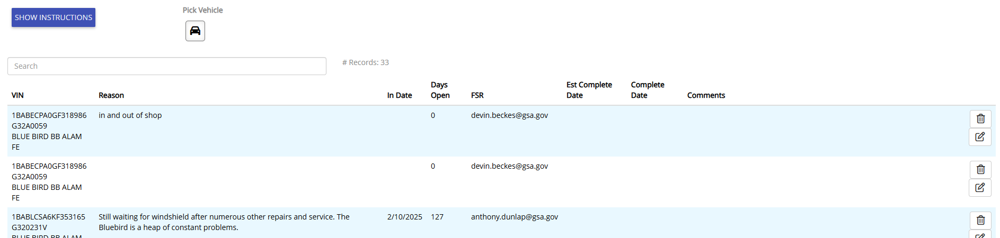 SHOW INSTRUCTIONS
Pick Vehicle
Search
# Records: 33
VIN Reason In Date Days Open FSR Est Complete Date Complete Date Comments
1BABECPA0GF318986 in and out of shop 0 devin.beckes@gsa.gov
G32A0059
BLUE BIRD BB ALAM
FE
1BABECPA0GF318986 0 devin.beckes@gsa.gov
G32A0059
BLUE BIRD BB ALAM
FE
1BABLCSA6KF353165 Still waiting for windshield after numerous other repairs and service. The 2/10/2025 127 anthony.dunlap@gsa.gov
G320231V Bluebird is a heap of constant problems.
BLUE BIRD BB ALAM